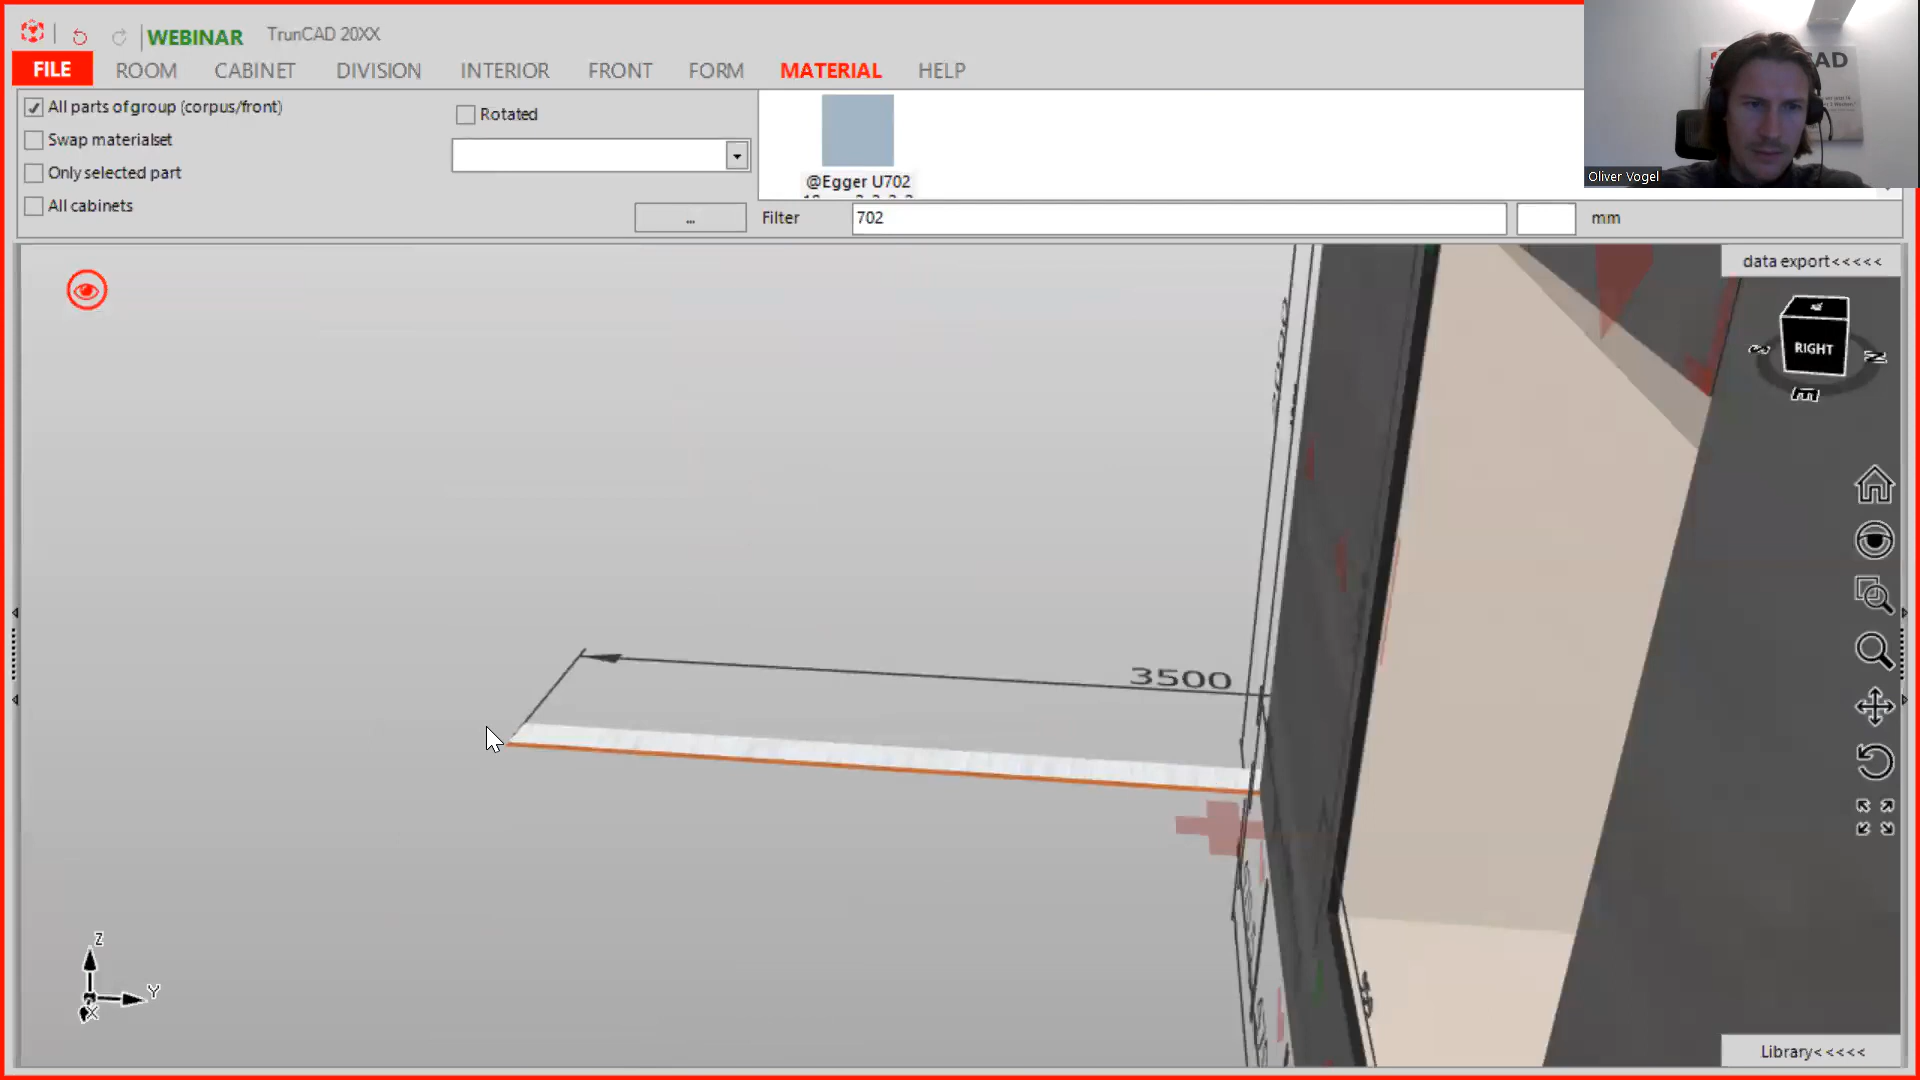 WEBINAR TrunCAD 20XX
FILE ROOM CABINET DIVISION INTERIOR FRONT FORM MATERIAL HELP
All parts of group (corpus/front)
Swap materialset
Only selected part
All cabinets
Rotated
...
@Egger U702
Filter 702 mm
Oliver Vogel
data export<<<<<
RIGHT
S
N
E
3500
Z
Y
X
Library<<<<<